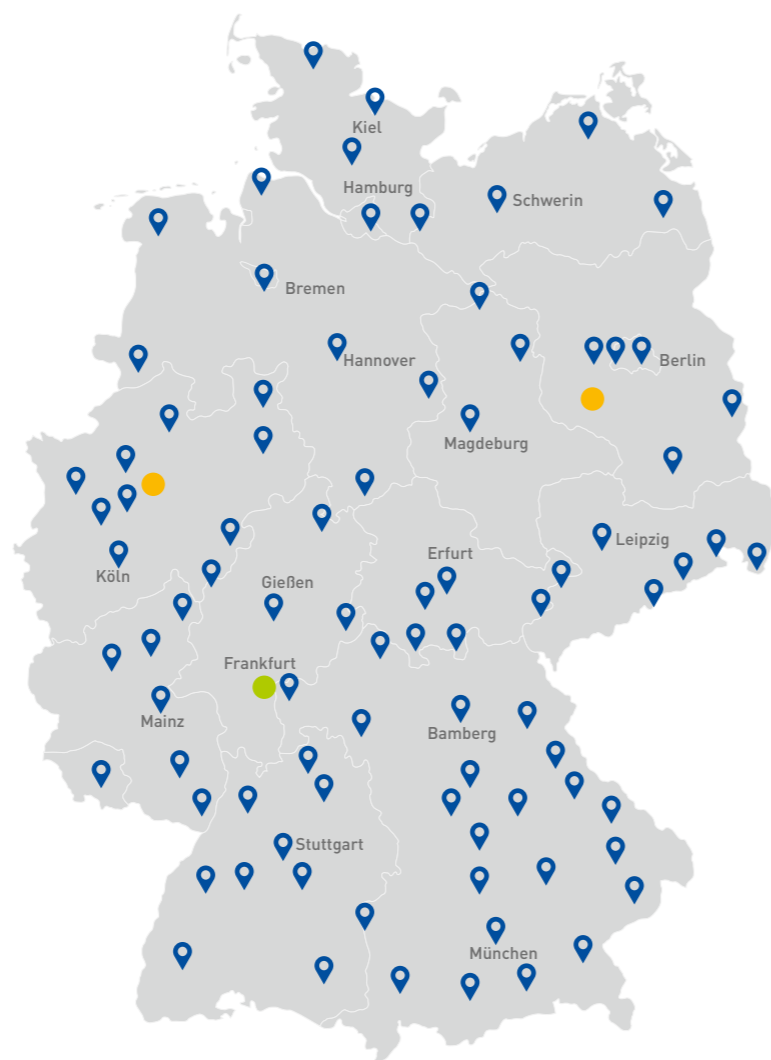 Kiel
Hamburg
Schwerin
Bremen
Hannover
Berlin
Magdeburg
Leipzig
Erfurt
Köln
Gießen
Frankfurt
Mainz
Bamberg
Stuttgart
München